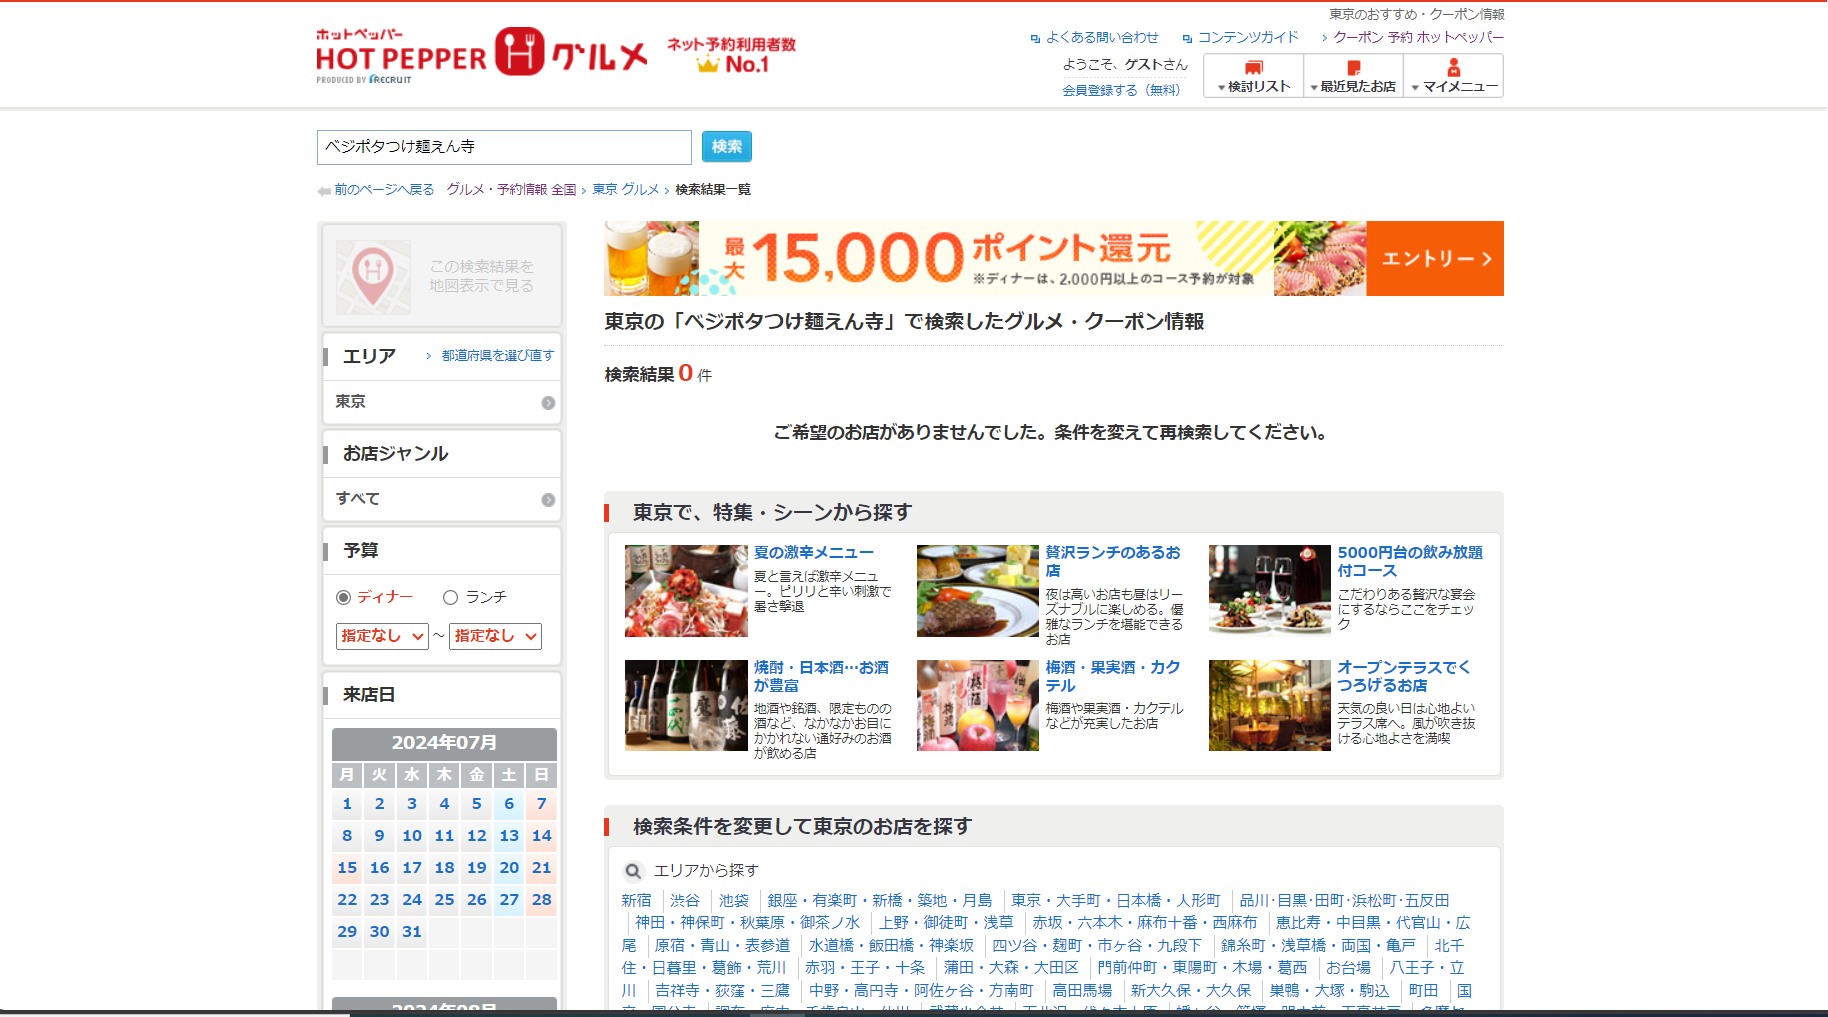 東京のおすすめ・クーポン情報
ホットペッパー
HOT PEPPER グルメ
PRODUCED BY RECRUIT
ネット予約利用者数
No.1
よくある問い合わせ コンテンツガイド クーポン 予約 ホットペッパー
ようこそ、ゲストさん
会員登録する（無料）
検討リスト 最近見たお店 マイメニュー
ベジポタつけ麺えん寺 検索
前のページへ戻る グルメ・予約情報 全国 › 東京 グルメ › 検索結果一覧
この検索結果を
地図表示で見る
エリア 都道府県を選び直す
東京
お店ジャンル
すべて
予算
ディナー ランチ
指定なし ～ 指定なし
来店日
2024年07月
月 火 水 木 金 土 日
1 2 3 4 5 6 7
8 9 10 11 12 13 14
15 16 17 18 19 20 21
22 23 24 25 26 27 28
29 30 31
最大15,000ポイント還元
※ディナーは、2,000円以上のコース予約が対象
エントリー
東京の「ベジポタつけ麺えん寺」で検索したグルメ・クーポン情報
検索結果 0 件
ご希望のお店がありませんでした。条件を変えて再検索してください。
東京で、特集・シーンから探す
夏の激辛メニュー
夏と言えば激辛メニュ
ー。ピリリと辛い刺激で
暑さ撃退
贅沢ランチのあるお
店
夜は高いお店も昼はリー
ズナブルに楽しめる。優
雅なランチを堪能できる
お店
5000円台の飲み放題
付コース
こだわりある贅沢な宴会
にするならここをチェッ
ク
焼酎・日本酒…お酒
が豊富
地酒や銘酒、限定ものの
酒など、なかなかお目に
かかれない通好みのお酒
が飲める店
梅酒・果実酒・カク
テル
梅酒や果実酒・カクテル
などが充実したお店
オープンテラスでく
つろげるお店
天気の良い日は心地よい
テラス席へ。風が吹き抜
ける心地よさを満喫
検索条件を変更して東京のお店を探す
エリアから探す
新宿 渋谷 池袋 銀座・有楽町・新橋・築地・月島 東京・大手町・日本橋・人形町 品川･目黒･田町･浜松町･五反田
神田・神保町・秋葉原・御茶ノ水 上野・御徒町・浅草 赤坂・六本木・麻布十番・西麻布 恵比寿・中目黒・代官山・広
尾 原宿・青山・表参道 水道橋・飯田橋・神楽坂 四ツ谷・麹町・市ヶ谷・九段下 錦糸町・浅草橋・両国・亀戸 北千
住・日暮里・葛飾・荒川 赤羽・王子・十条 蒲田・大森・大田区 門前仲町・東陽町・木場・葛西 お台場 八王子・立
川 吉祥寺・荻窪・三鷹 中野・高円寺・阿佐ヶ谷・方南町 高田馬場 新大久保・大久保 巣鴨・大塚・駒込 町田 国